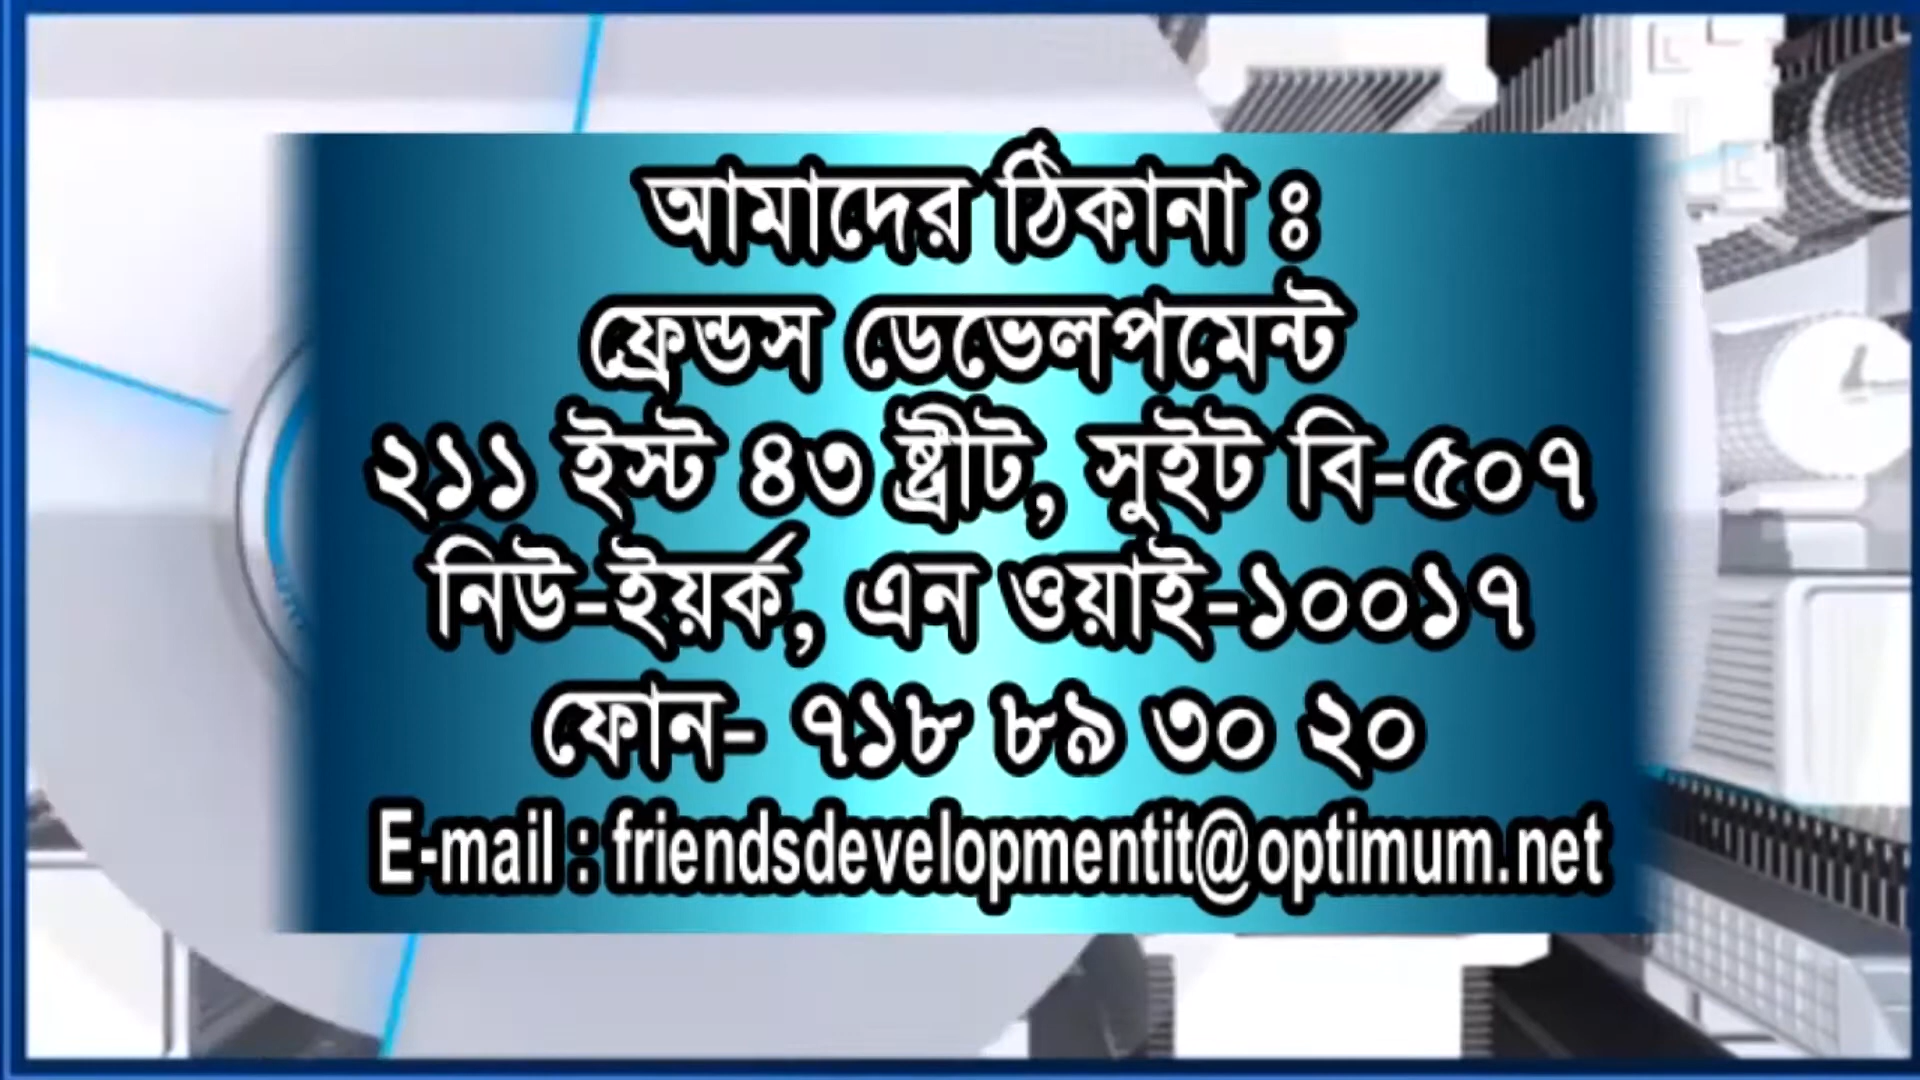 আমাদের ঠিকানা ঃ
ফ্রেন্ডস ডেভেলপমেন্ট
২১১ ইস্ট ৪৩ ষ্ট্রীট, সুইট বি-৫০৭
নিউ-ইয়র্ক, এন ওয়াই-১০০১৭
ফোন- ৭১৮ ৮৯ ৩০ ২০
E-mail : friendsdevelopmentit@optimum.net